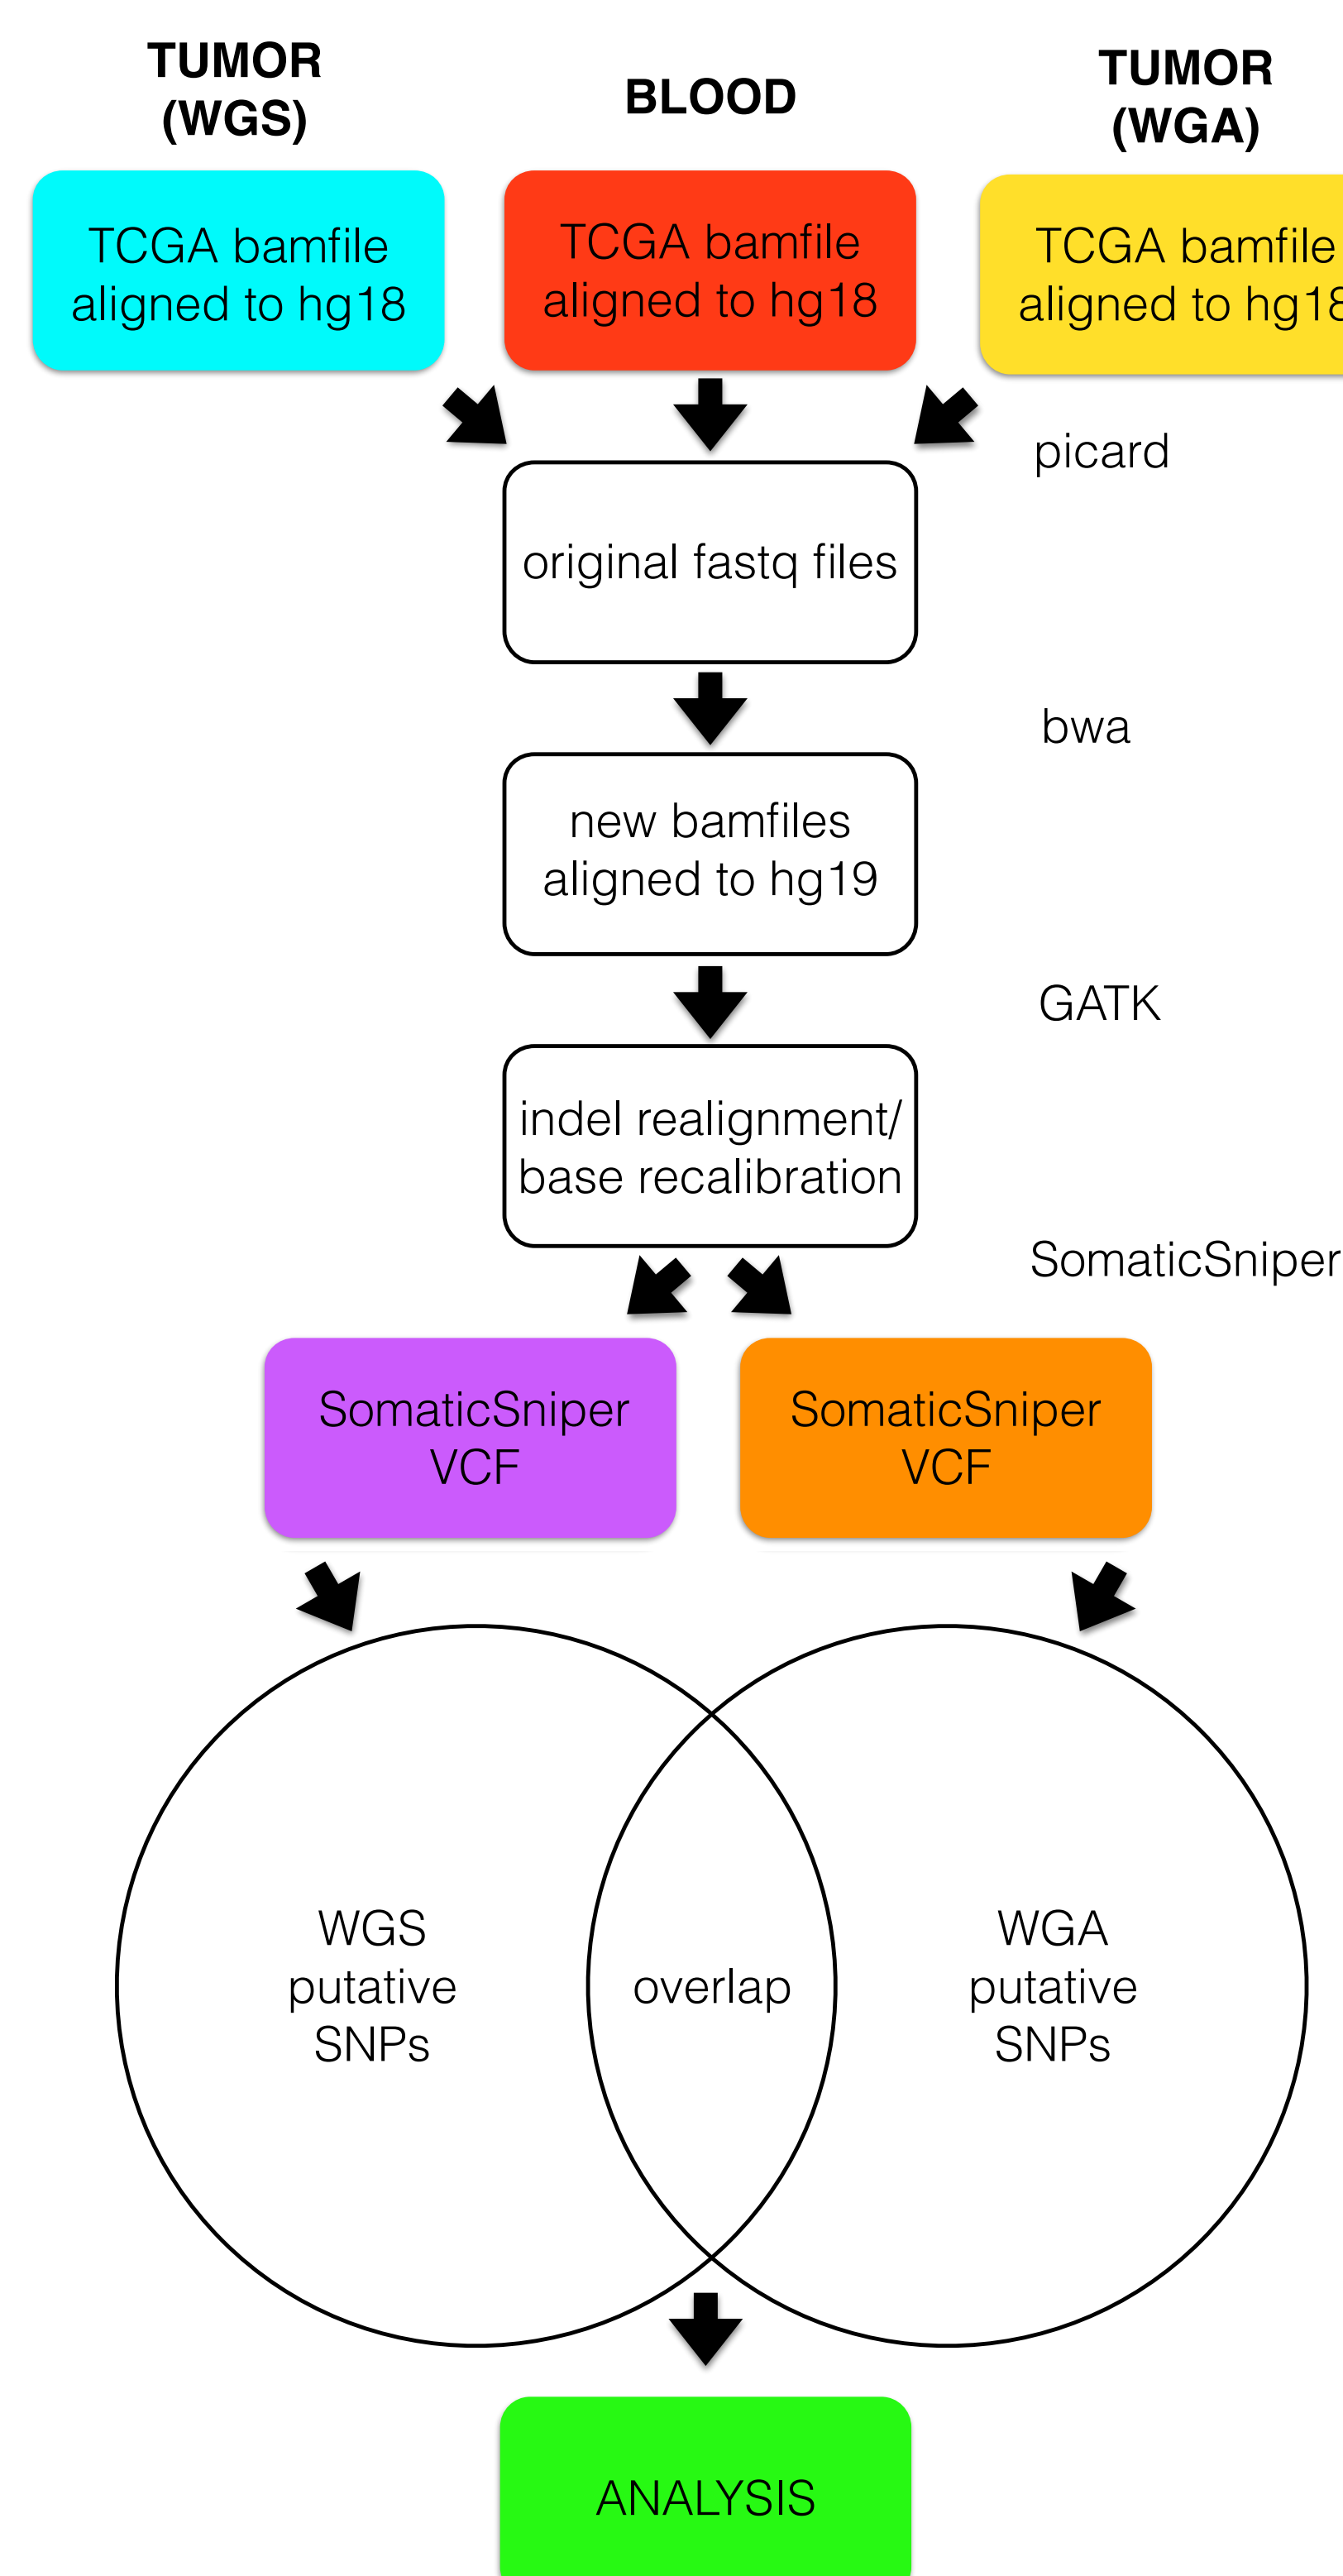 TUMOR
(WGS)
BLOOD
TUMOR
(WGA)
TCGA bamfile
aligned to hg18
TCGA bamfile
aligned to hg18
TCGA bamfile
aligned to hg18
picard
original fastq files
bwa
new bamfiles
aligned to hg19
GATK
indel realignment/
base recalibration
SomaticSniper
SomaticSniper
VCF
SomaticSniper
VCF
WGS
putative
SNPs
overlap
WGA
putative
SNPs
ANALYSIS